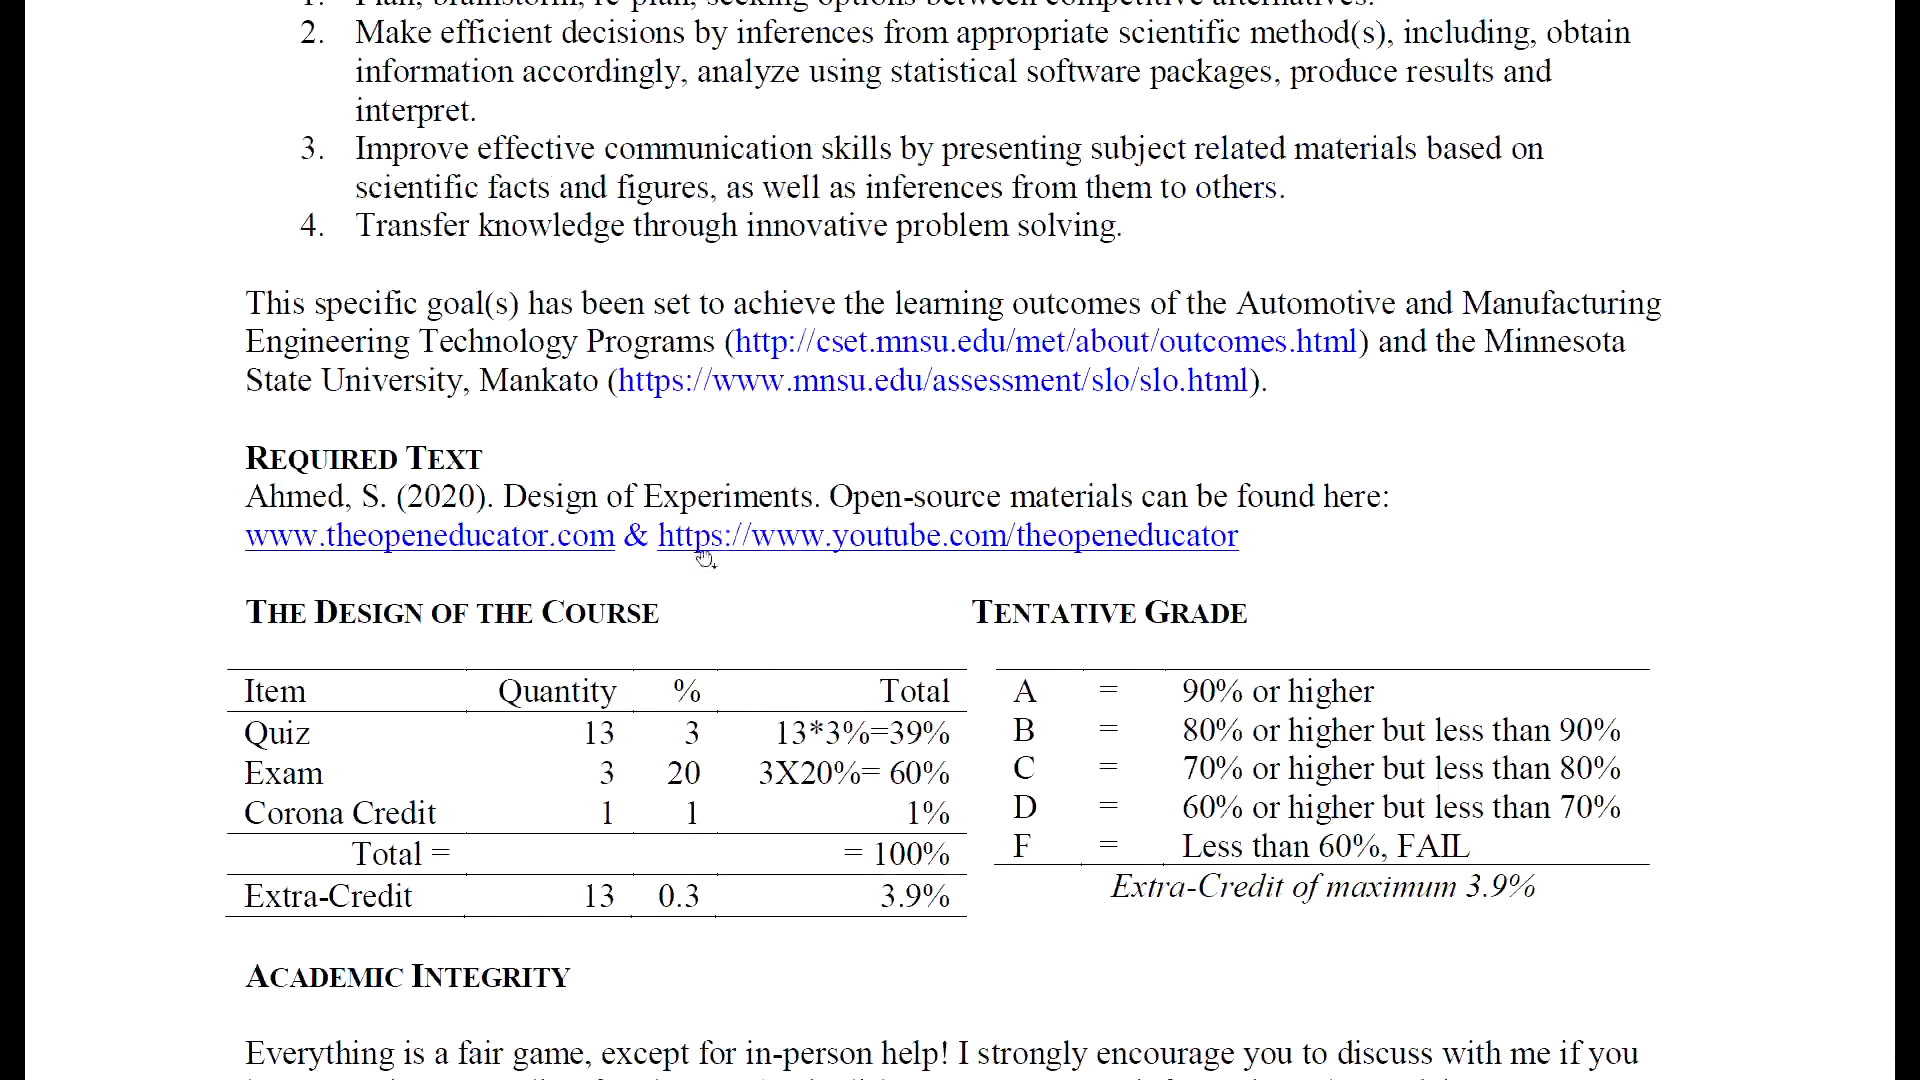 1. Plan, brainstorm, re-plan, seeking options between competitive alternatives.
2. Make efficient decisions by inferences from appropriate scientific method(s), including, obtain
information accordingly, analyze using statistical software packages, produce results and
interpret.
3. Improve effective communication skills by presenting subject related materials based on
scientific facts and figures, as well as inferences from them to others.
4. Transfer knowledge through innovative problem solving.
This specific goal(s) has been set to achieve the learning outcomes of the Automotive and Manufacturing
Engineering Technology Programs (http://cset.mnsu.edu/met/about/outcomes.html) and the Minnesota
State University, Mankato (https://www.mnsu.edu/assessment/slo/slo.html).
REQUIRED TEXT
Ahmed, S. (2020). Design of Experiments. Open-source materials can be found here:
www.theopeneducator.com & https://www.youtube.com/theopeneducator
THE DESIGN OF THE COURSE
Item Quantity % Total
Quiz 13 3 13*3%=39%
Exam 3 20 3X20%= 60%
Corona Credit 1 1 1%
Total = = 100%
Extra-Credit 13 0.3 3.9%
TENTATIVE GRADE
A = 90% or higher
B = 80% or higher but less than 90%
C = 70% or higher but less than 80%
D = 60% or higher but less than 70%
F = Less than 60%, FAIL
Extra-Credit of maximum 3.9%
ACADEMIC INTEGRITY
Everything is a fair game, except for in-person help! I strongly encourage you to discuss with me if you